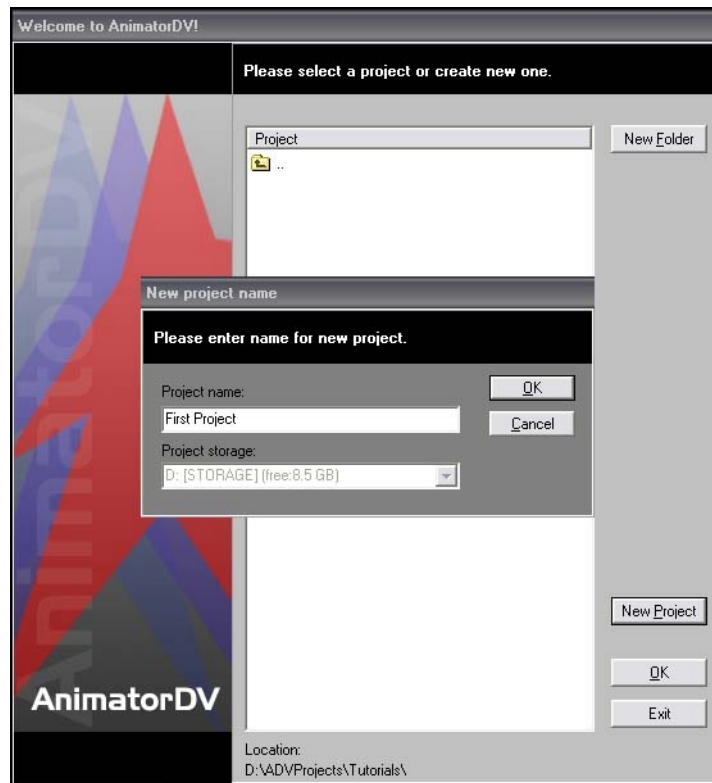 Welcome to AnimatorDV!
Please select a project or create new one.
Project
New Folder
..
New project name
Please enter name for new project.
Project name:
OK
First Project
Cancel
Project storage:
D: [STORAGE] (free:8.5 GB)
New Project
OK
Exit
AnimatorDV
AnimatorDV
Location:
D:\ADVProjects\Tutorials\